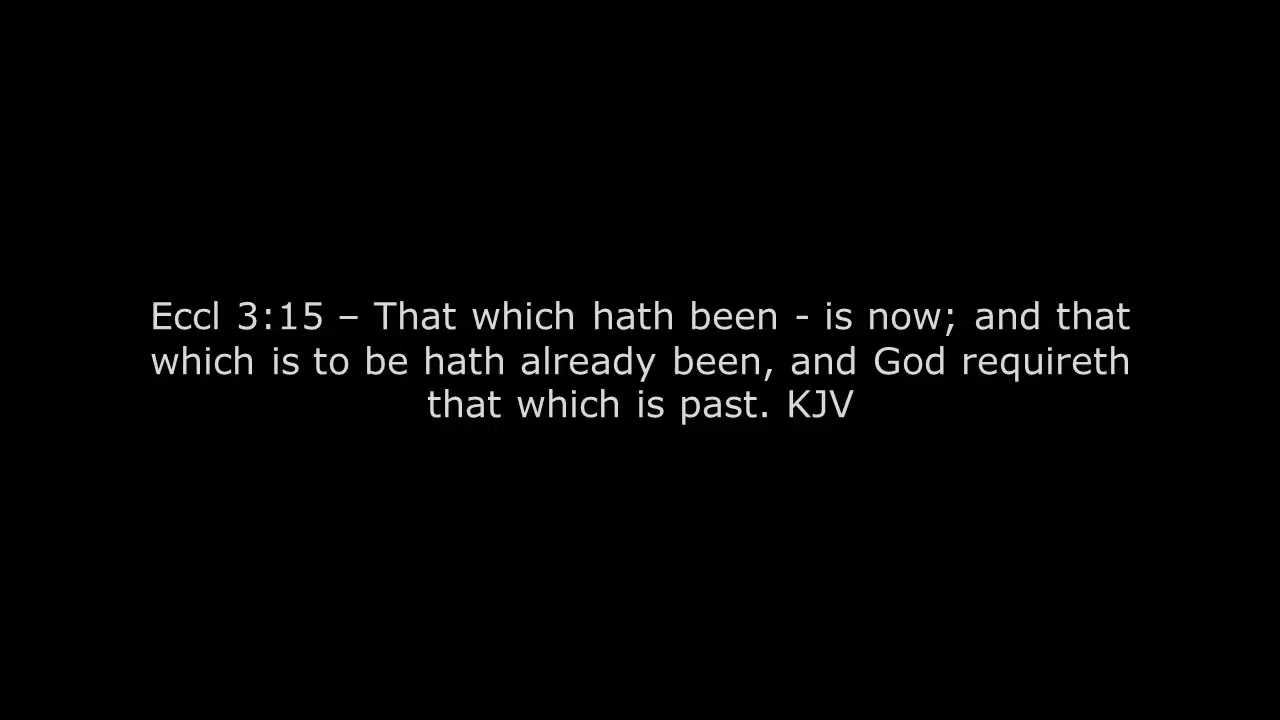 Eccl 3:15 – That which hath been - is now; and that
which is to be hath already been, and God requireth
that which is past. KJV